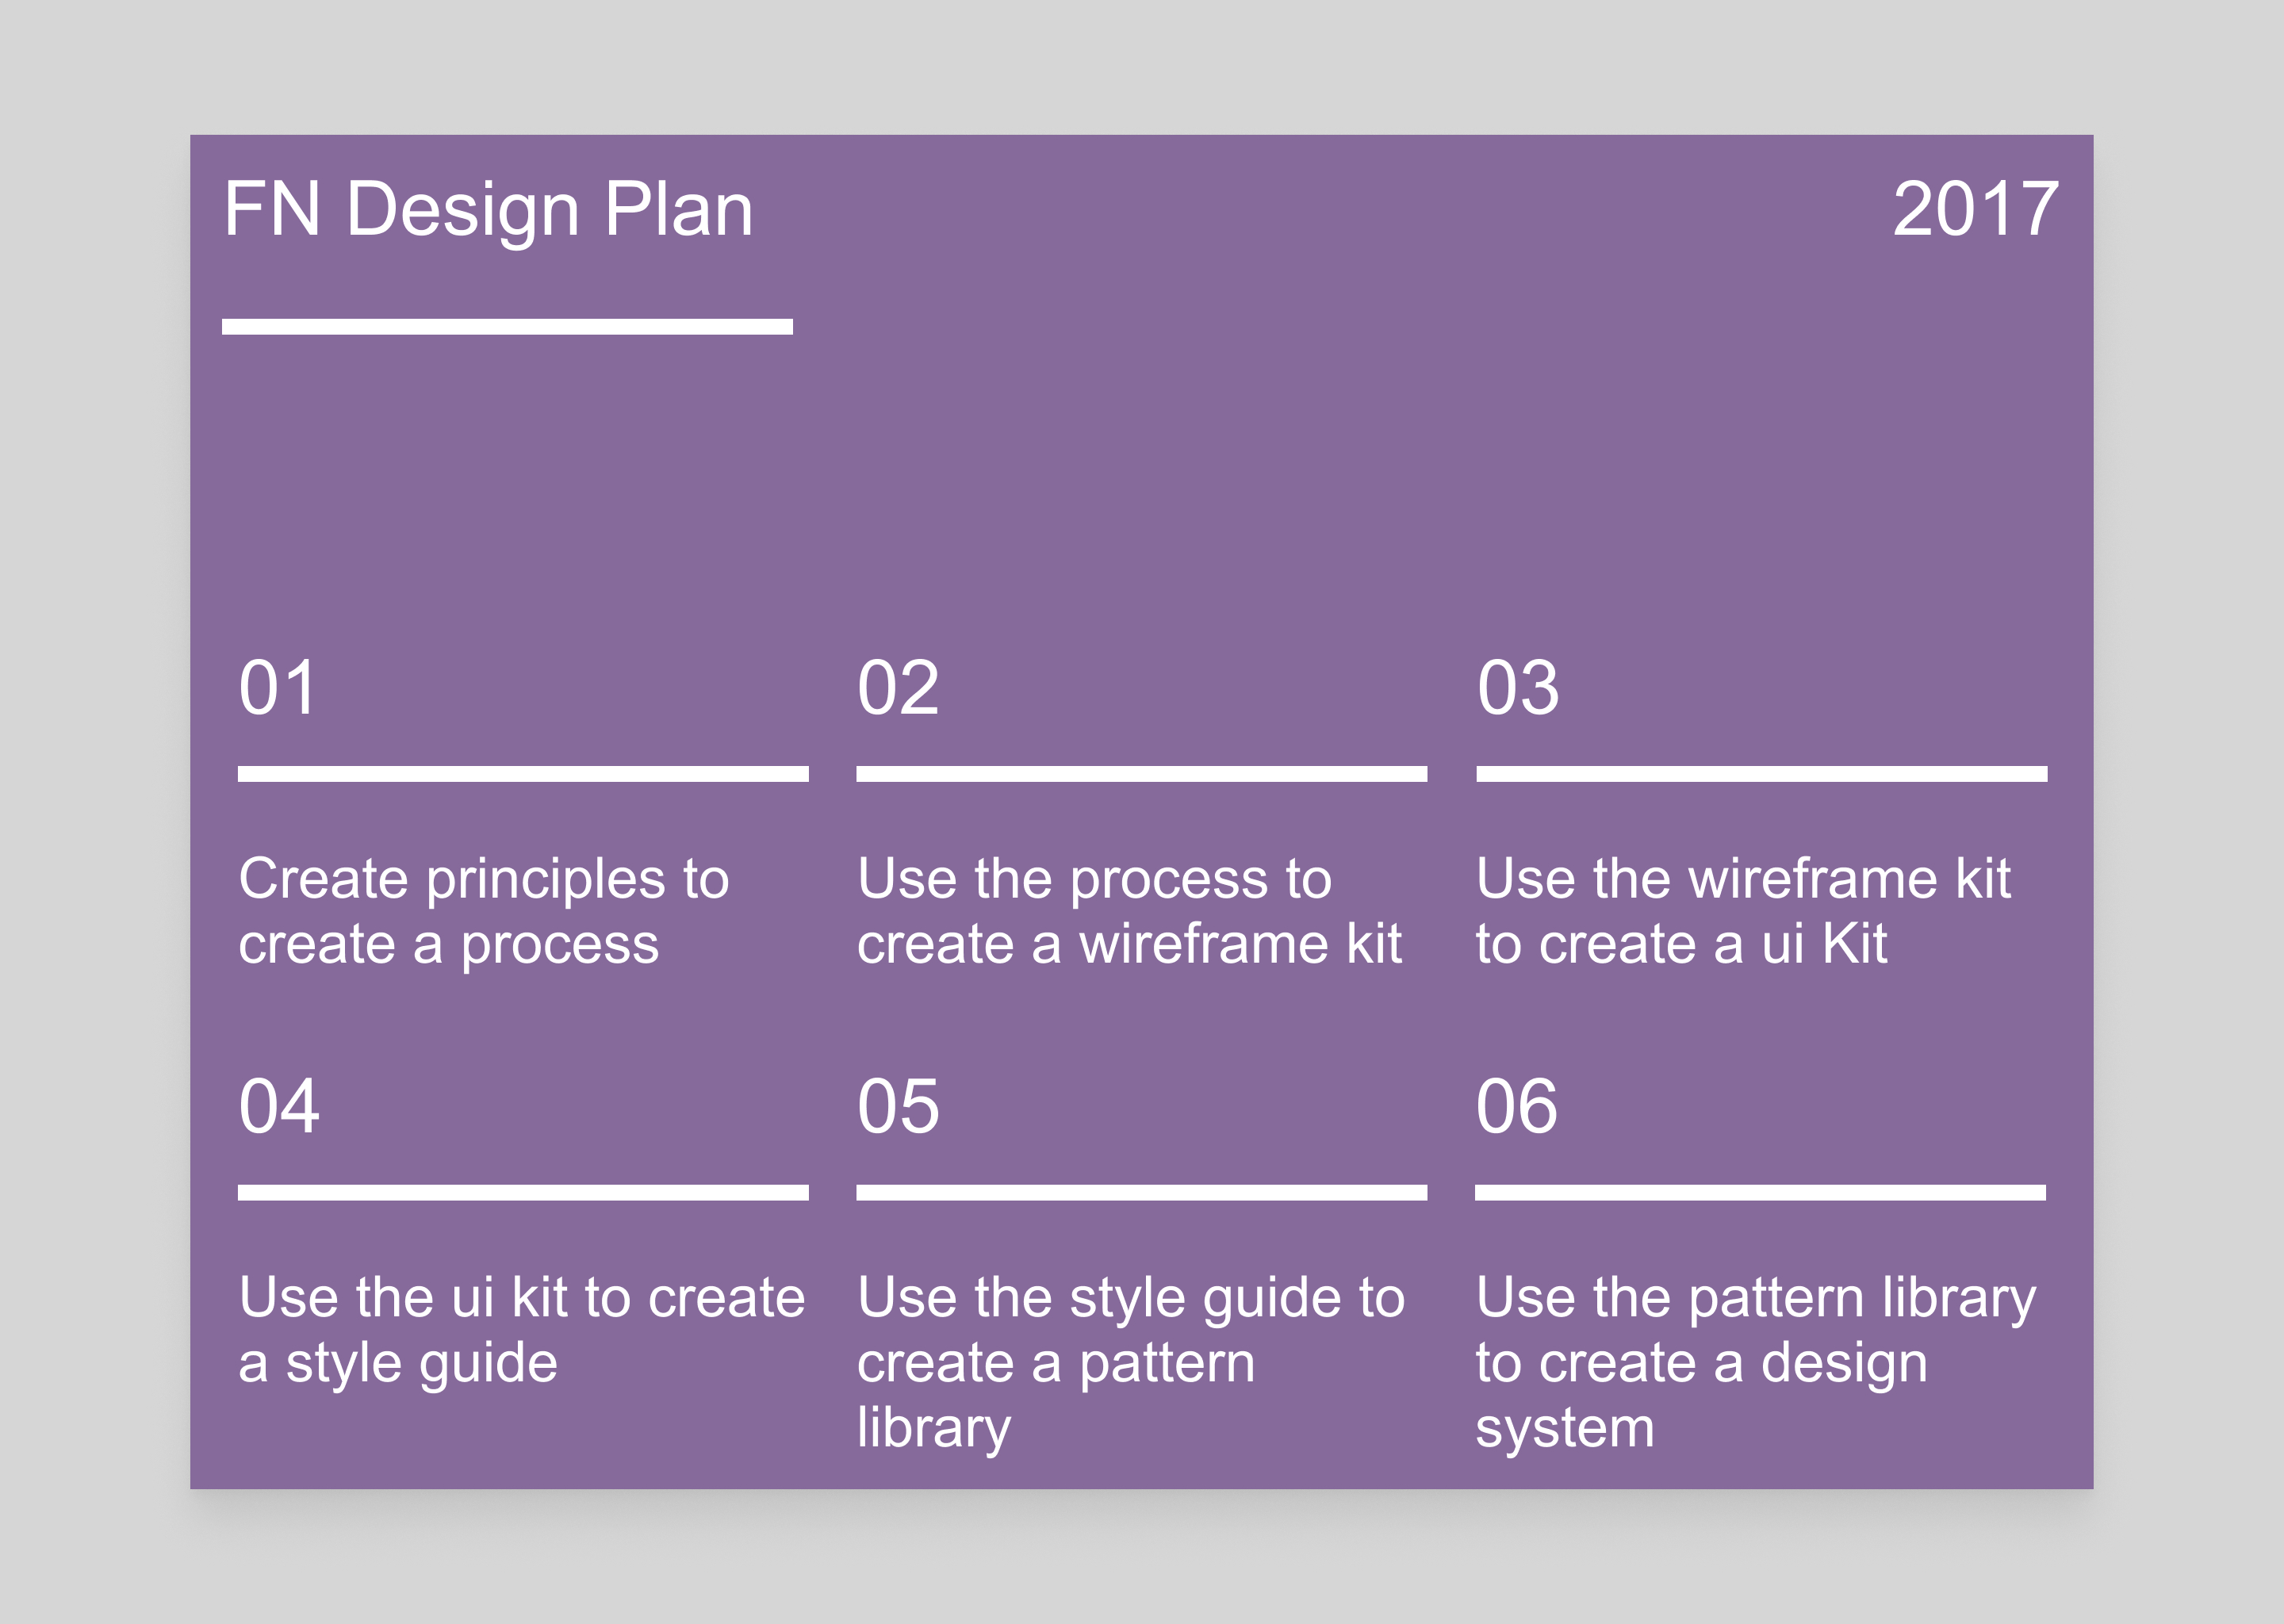 FN Design Plan
2017
01
Create principles to
create a process
02
Use the process to
create a wireframe kit
03
Use the wireframe kit
to create a ui Kit
04
Use the ui kit to create
a style guide
05
Use the style guide to
create a pattern
library
06
Use the pattern library
to create a design
system